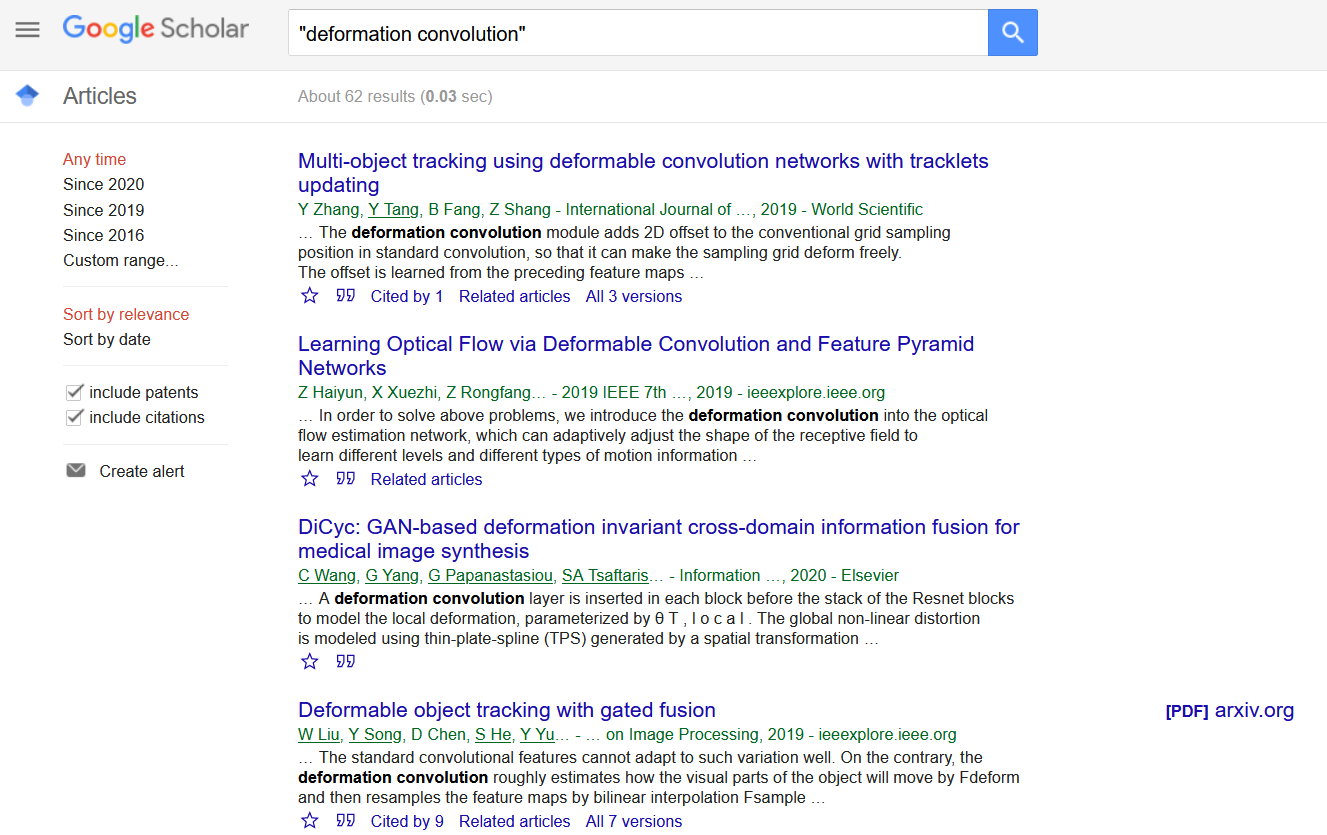 Google Scholar
"deformation convolution"
Articles
About 62 results (0.03 sec)
Any time
Since 2020
Since 2019
Since 2016
Custom range...
Sort by relevance
Sort by date
include patents
include citations
Create alert
Multi-object tracking using deformable convolution networks with tracklets
updating
Y Zhang, Y Tang, B Fang, Z Shang - International Journal of …, 2019 - World Scientific
… The deformation convolution module adds 2D offset to the conventional grid sampling
position in standard convolution, so that it can make the sampling grid deform freely.
The offset is learned from the preceding feature maps …
Cited by 1 Related articles All 3 versions
Learning Optical Flow via Deformable Convolution and Feature Pyramid
Networks
Z Haiyun, X Xuezhi, Z Rongfang… - 2019 IEEE 7th …, 2019 - ieeexplore.ieee.org
… In order to solve above problems, we introduce the deformation convolution into the optical
flow estimation network, which can adaptively adjust the shape of the receptive field to
learn different levels and different types of motion information …
Related articles
DiCyc: GAN-based deformation invariant cross-domain information fusion for
medical image synthesis
C Wang, G Yang, G Papanastasiou, SA Tsaftaris… - Information …, 2020 - Elsevier
… A deformation convolution layer is inserted in each block before the stack of the Resnet blocks
to model the local deformation, parameterized by θ T , l o c a l . The global non-linear distortion
is modeled using thin-plate-spline (TPS) generated by a spatial transformation …
Deformable object tracking with gated fusion
[PDF] arxiv.org
W Liu, Y Song, D Chen, S He, Y Yu… - … on Image Processing, 2019 - ieeexplore.ieee.org
… The standard convolutional features cannot adapt to such variation well. On the contrary, the
deformation convolution roughly estimates how the visual parts of the object will move by Fdeform
and then resamples the feature maps by bilinear interpolation Fsample …
Cited by 9 Related articles All 7 versions